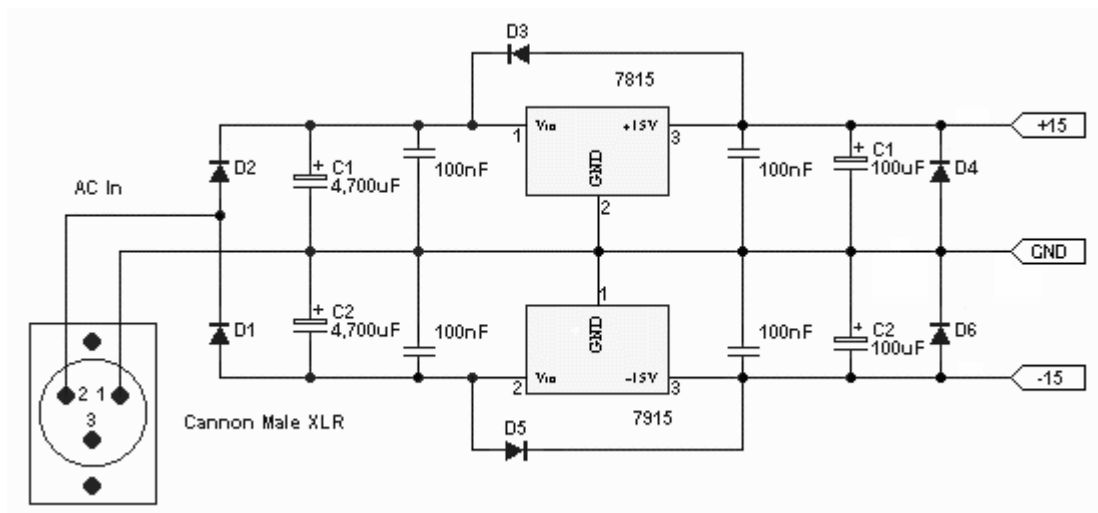 D3
7815
1 Vin +15V 3
GND
2
+15
D2
+ C1
4,700uF
100nF
100nF
+ C1
100uF
D4
AC In
GND
D1
+ C2
4,700uF
100nF
1
GND
2 Vin -15V 3
100nF
+ C2
100uF
D6
-15
7915
D5
2 1
3
Cannon Male XLR